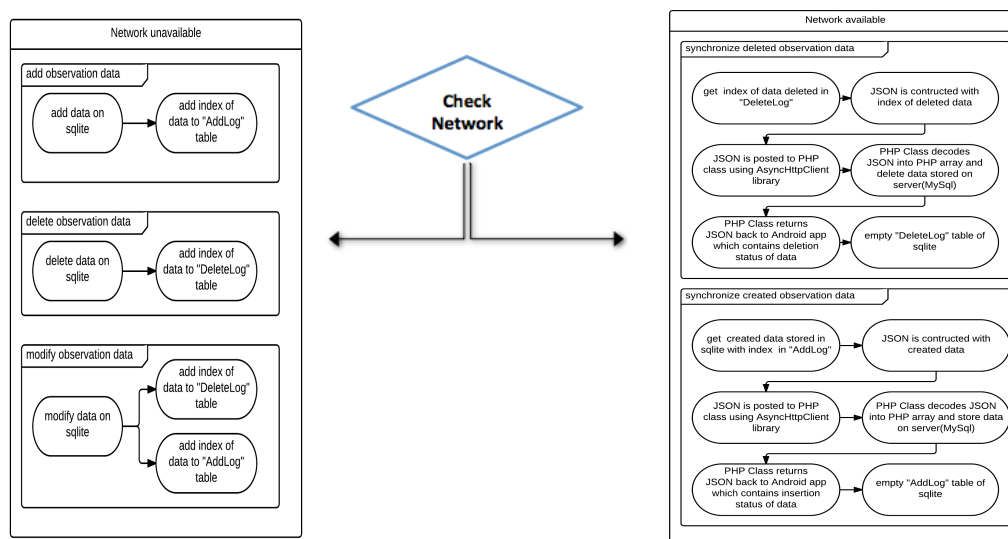 Network unavailable
add observation data
add data on
sqlite
add index of
data to "AddLog"
table
delete observation data
delete data on
sqlite
add index of
data to "DeleteLog"
table
modify observation data
modify data on
sqlite
add index of
data to "DeleteLog"
table
add index of
data to "AddLog"
table
Check
Network
Network available
synchronize deleted observation data
get index of data deleted in
"DeleteLog"
JSON is contructed with
index of deleted data
JSON is posted to PHP
class using AsyncHttpClient
library
PHP Class decodes
JSON into PHP array and
delete data stored on
server(MySql)
PHP Class returns
JSON back to Android app
which contains deletion
status of data
empty "DeleteLog" table of
sqlite
synchronize created observation data
get created data stored in
sqlite with index in "AddLog"
JSON is contructed with
created data
JSON is posted to PHP
class using AsyncHttpClient
library
PHP Class decodes JSON
into PHP array and store data
on server(MySql)
PHP Class returns
JSON back to Android app
which contains insertion
status of data
empty "AddLog" table of
sqlite